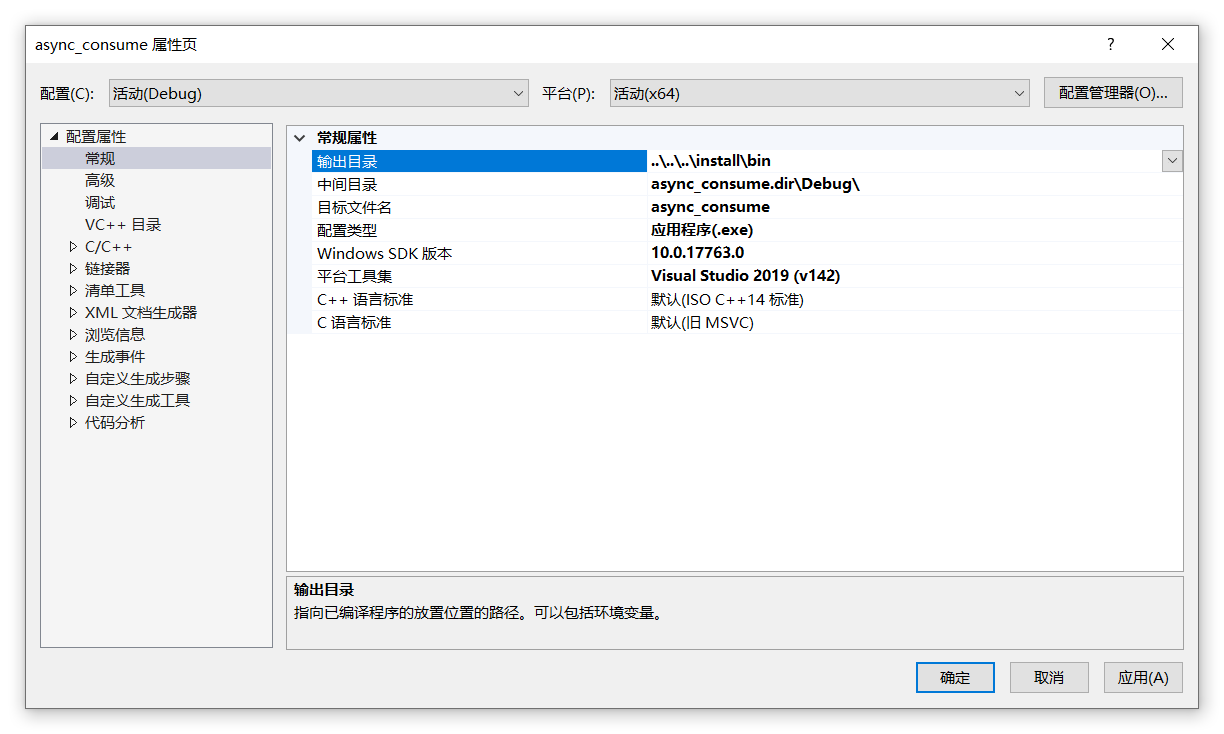 async_consume 属性页
?
配置(C):
活动(Debug)
平台(P):
活动(x64)
配置管理器(O)...
配置属性
常规
高级
调试
VC++ 目录
C/C++
链接器
清单工具
XML 文档生成器
浏览信息
生成事件
自定义生成步骤
自定义生成工具
代码分析
常规属性
输出目录 ..\..\..\install\bin
中间目录 async_consume.dir\Debug\
目标文件名 async_consume
配置类型 应用程序(.exe)
Windows SDK 版本 10.0.17763.0
平台工具集 Visual Studio 2019 (v142)
C++ 语言标准 默认(ISO C++14 标准)
C 语言标准 默认(旧 MSVC)
输出目录
指向已编译程序的放置位置的路径。可以包括环境变量。
确定
取消
应用(A)